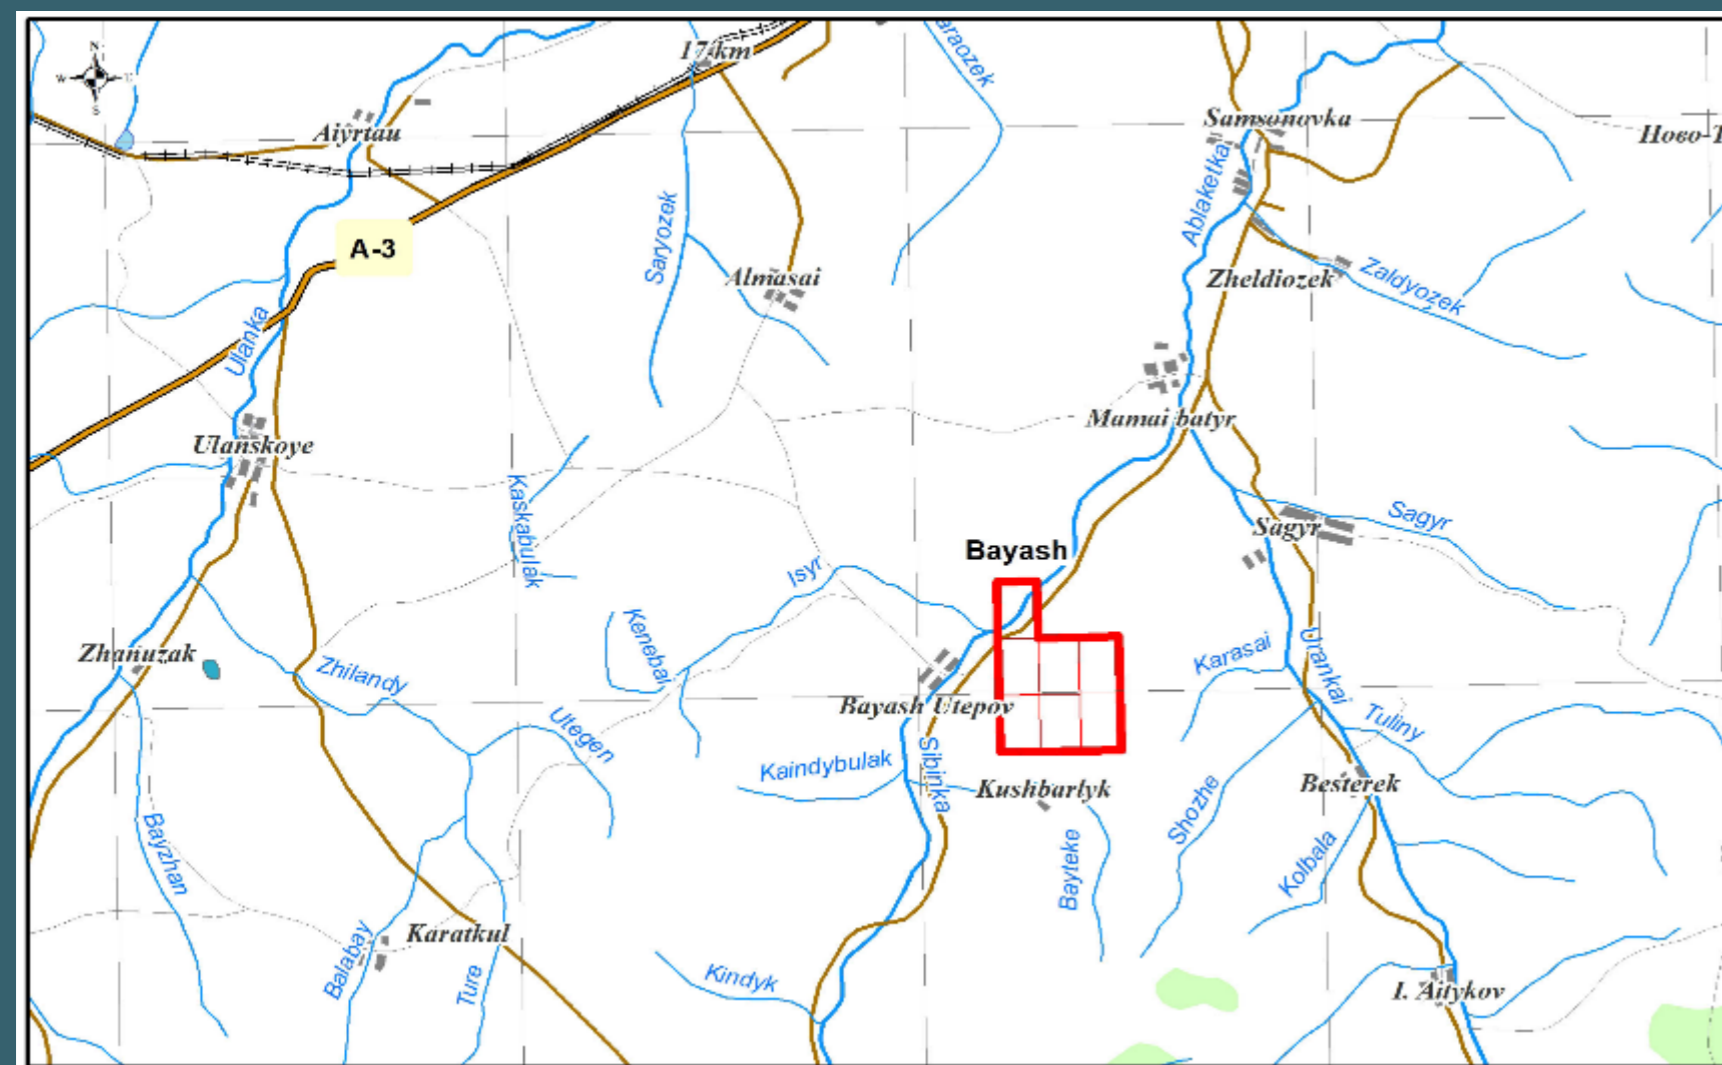 N
W
S
araozek
17 km
Samsonovka
Aiyrtau
Ново-Т
Ablaketka
Saryozek
A-3
Almasai
Zheldiozek
Zaldyozek
Ulanka
Mamai batyr
Ulanskoye
Kaskabulak
Sagyr
Sagyr
Bayash
Isyr
Kenebai
Karasai
Urankai
Zhanuzak
Zhilandy
Bayash Utepov
Utegen
Tuliny
Kaindybulak
Sibinka
Kushbarlyk
Besterek
Shozhe
Bayzhan
Bayteke
Kolbala
Karatkul
Balabay
Ture
Kindyk
I. Aitykov